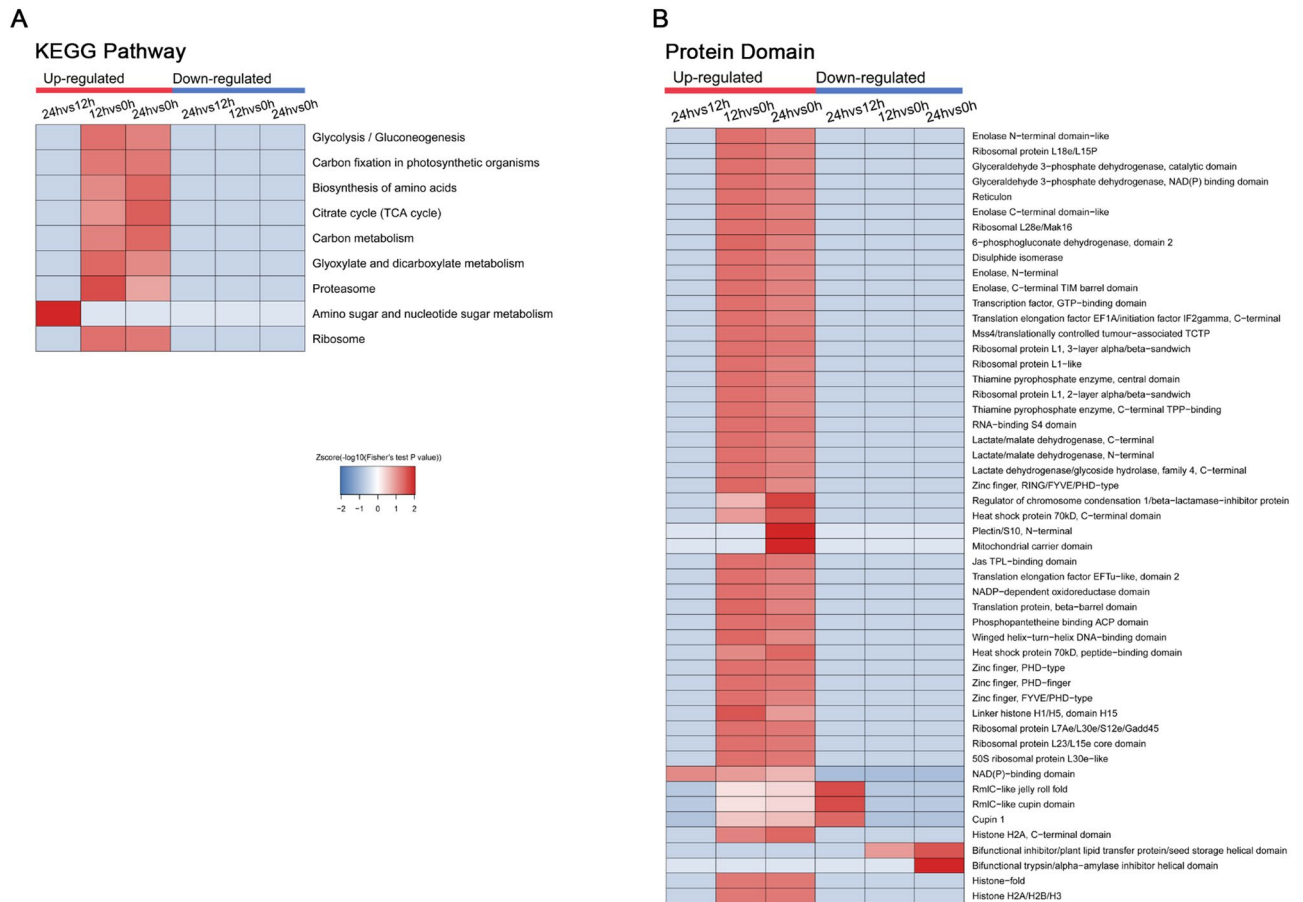 A
KEGG Pathway
Up-regulated Down-regulated
24hvs12h 12hvs0h 24hvs0h 24hvs12h 12hvs0h 24hvs0h
Glycolysis / Gluconeogenesis
Carbon fixation in photosynthetic organisms
Biosynthesis of amino acids
Citrate cycle (TCA cycle)
Carbon metabolism
Glyoxylate and dicarboxylate metabolism
Proteasome
Amino sugar and nucleotide sugar metabolism
Ribosome
Zscore(-log10(Fisher's test P value))
−2 −1 0 1 2
B
Protein Domain
Up-regulated Down-regulated
24hvs12h 12hvs0h 24hvs0h 24hvs12h 12hvs0h 24hvs0h
Enolase N−terminal domain−like
Ribosomal protein L18e/L15P
Glyceraldehyde 3−phosphate dehydrogenase, catalytic domain
Glyceraldehyde 3−phosphate dehydrogenase, NAD(P) binding domain
Reticulon
Enolase C−terminal domain−like
Ribosomal L28e/Mak16
6−phosphogluconate dehydrogenase, domain 2
Disulphide isomerase
Enolase, N−terminal
Enolase, C−terminal TIM barrel domain
Transcription factor, GTP−binding domain
Translation elongation factor EF1A/initiation factor IF2gamma, C−terminal
Mss4/translationally controlled tumour−associated TCTP
Ribosomal protein L1, 3−layer alpha/beta−sandwich
Ribosomal protein L1−like
Thiamine pyrophosphate enzyme, central domain
Ribosomal protein L1, 2−layer alpha/beta−sandwich
Thiamine pyrophosphate enzyme, C−terminal TPP−binding
RNA−binding S4 domain
Lactate/malate dehydrogenase, C−terminal
Lactate/malate dehydrogenase, N−terminal
Lactate dehydrogenase/glycoside hydrolase, family 4, C−terminal
Zinc finger, RING/FYVE/PHD−type
Regulator of chromosome condensation 1/beta−lactamase−inhibitor protein
Heat shock protein 70kD, C−terminal domain
Plectin/S10, N−terminal
Mitochondrial carrier domain
Jas TPL−binding domain
Translation elongation factor EFTu−like, domain 2
NADP−dependent oxidoreductase domain
Translation protein, beta−barrel domain
Phosphopantetheine binding ACP domain
Winged helix−turn−helix DNA−binding domain
Heat shock protein 70kD, peptide−binding domain
Zinc finger, PHD−type
Zinc finger, PHD−finger
Zinc finger, FYVE/PHD−type
Linker histone H1/H5, domain H15
Ribosomal protein L7Ae/L30e/S12e/Gadd45
Ribosomal protein L23/L15e core domain
50S ribosomal protein L30e−like
NAD(P)−binding domain
RmlC−like jelly roll fold
RmlC−like cupin domain
Cupin 1
Histone H2A, C−terminal domain
Bifunctional inhibitor/plant lipid transfer protein/seed storage helical domain
Bifunctional trypsin/alpha−amylase inhibitor helical domain
Histone−fold
Histone H2A/H2B/H3